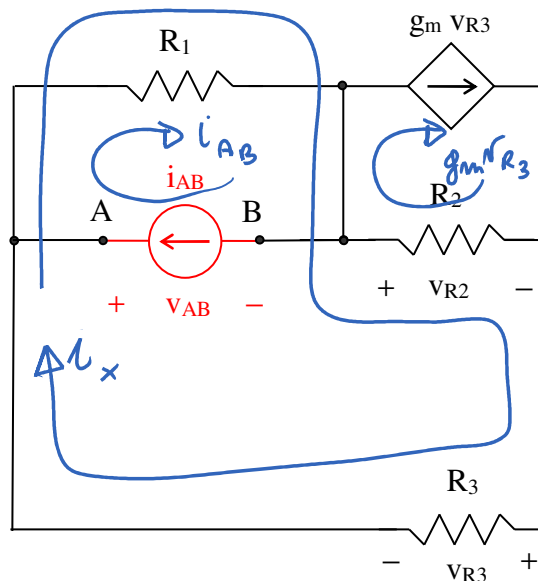 R1 gm vR3
iAB gm vR3
iAB R2
A B
+ vAB − + vR2 −
ix
R3
− vR3 +